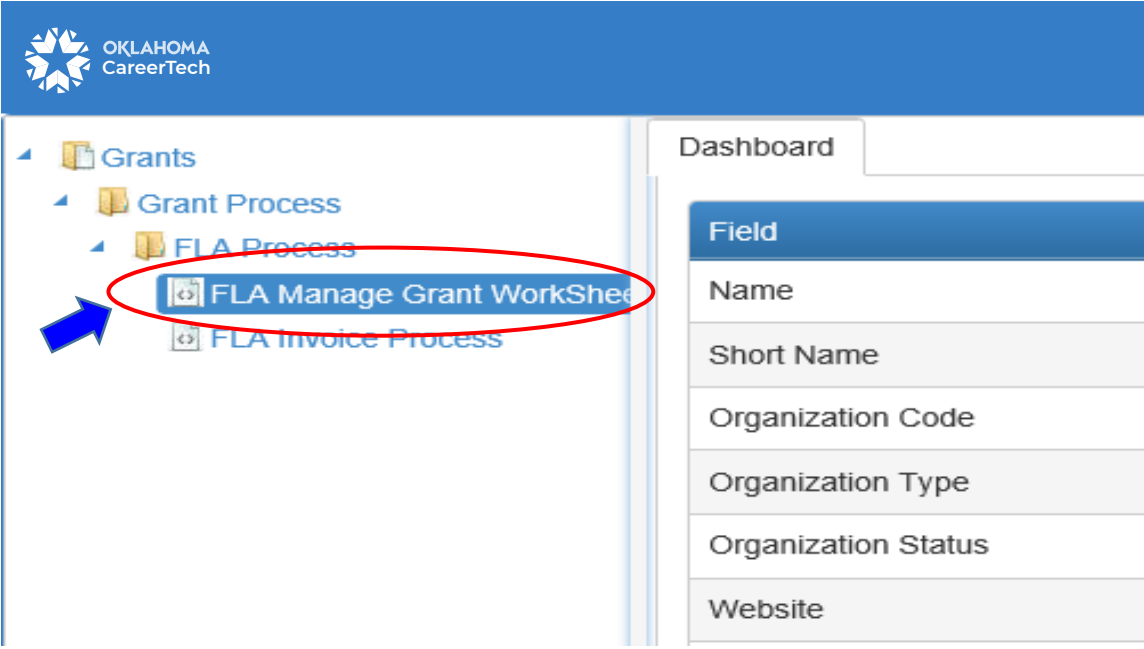 OKLAHOMA
CareerTech
Grants
Grant Process
FLA Process
FLA Manage Grant WorkShee
FLA Invoice Process
Dashboard
Field
Name
Short Name
Organization Code
Organization Type
Organization Status
Website